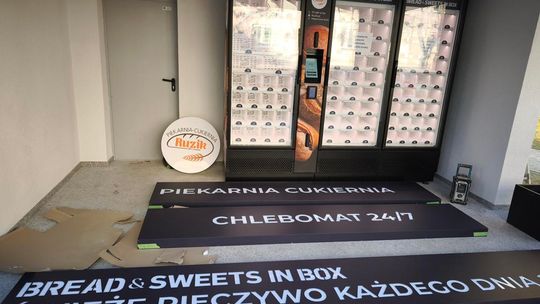 BREAD & SWEETS IN BOX
PIEKARNIA-CUKIERNIA
Ruzik
PIEKARNIA CUKIERNIA
CHLEBOMAT 24/7
BREAD & SWEETS IN BOX
PIECZYWO KAŻDEGO DNIA